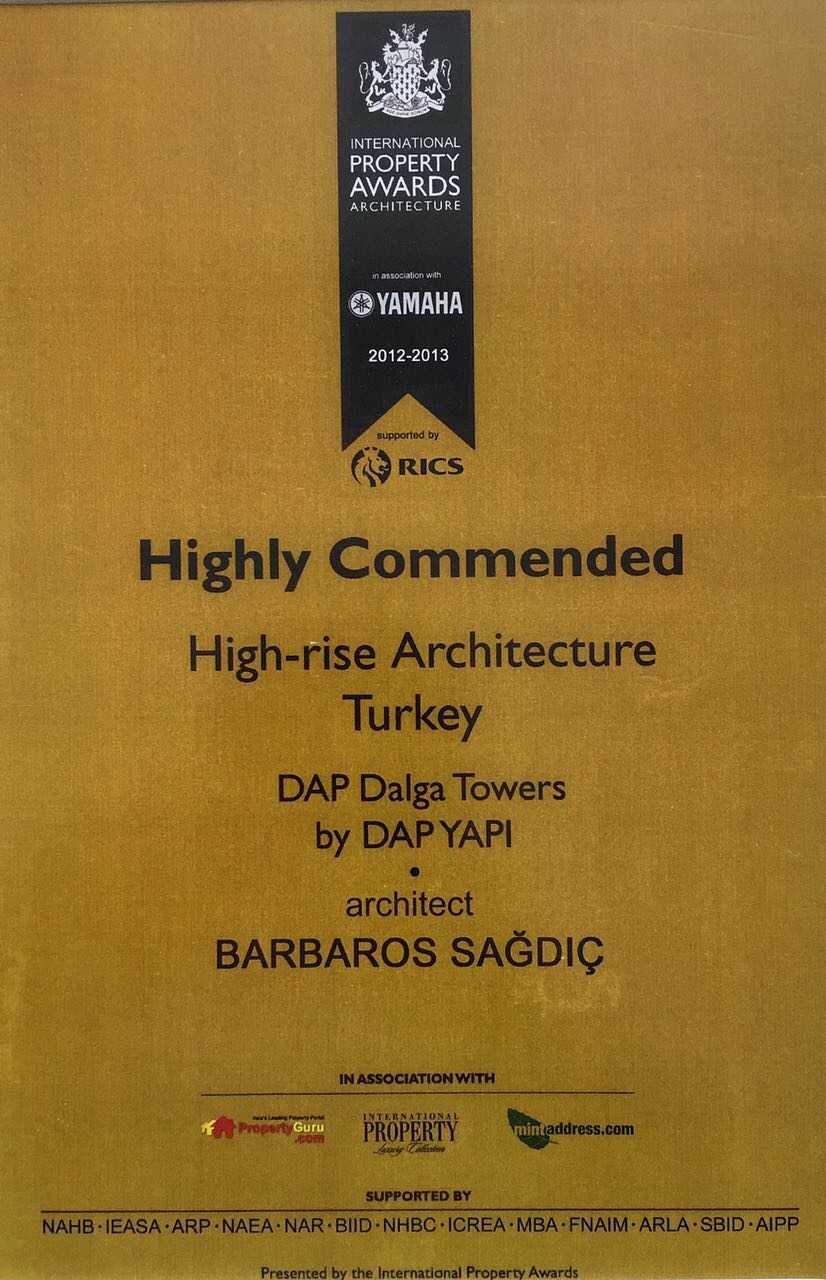 INTERNATIONAL
PROPERTY
AWARDS
ARCHITECTURE
in association with
YAMAHA
2012-2013
supported by
RICS
Highly Commended
High-rise Architecture
Turkey
DAP Dalga Towers
by DAP YAPI
•
architect
BARBAROS SAĞDIÇ
IN ASSOCIATION WITH
Asia's Leading Property Portal
PropertyGuru
.com
INTERNATIONAL
PROPERTY
Luxury Collection
mintaddress.com
SUPPORTED BY
NAHB·IEASA·ARP·NAEA·NAR·BIID·NHBC·ICREA·MBA·FNAIM·ARLA·SBID·AIPP
Presented by the International Property Awards